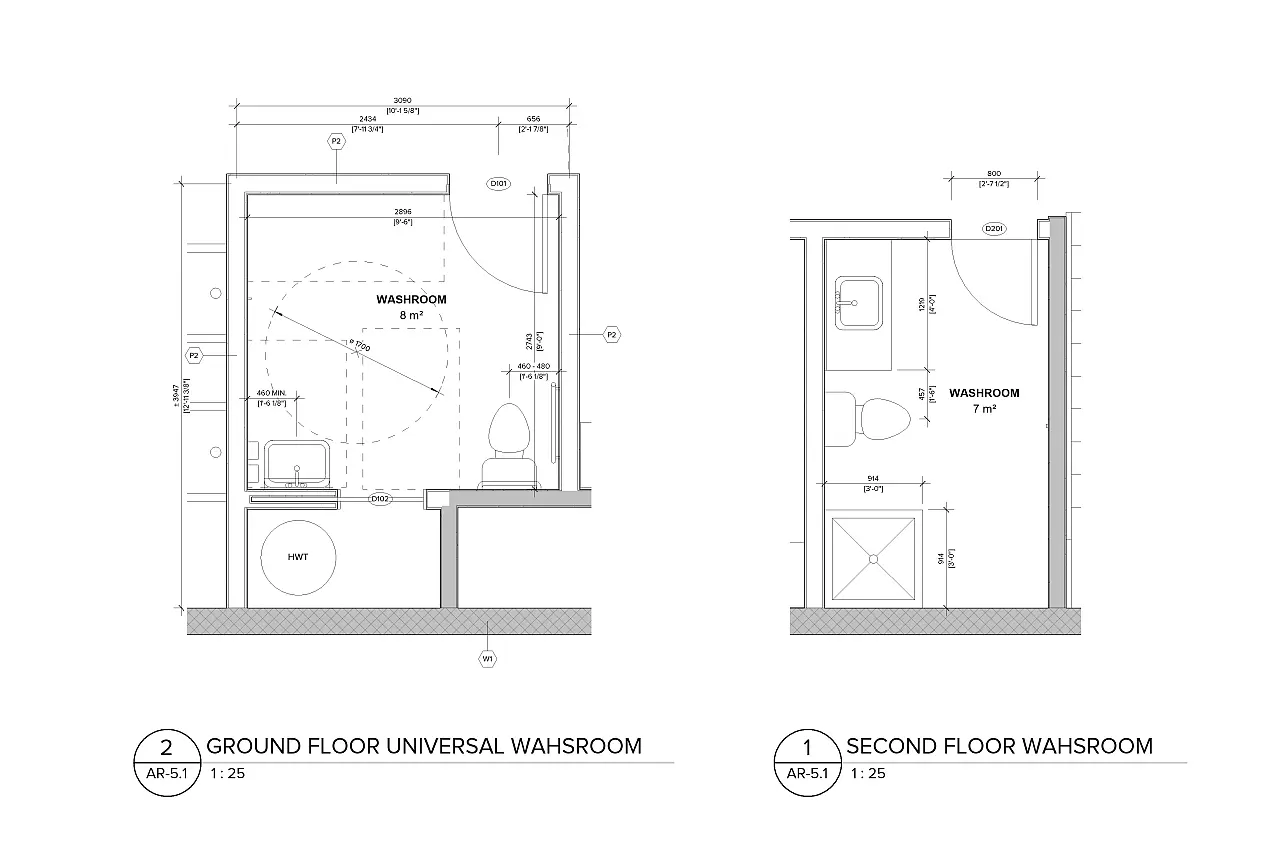 3090
[10'-1 5/8"]
2434
[7'-11 3/4"]
656
[2'-1 7/8"]
P2
D101
2896
[9'-6"]
WASHROOM
8 m²
ø 1700
2743
[9'-0"]
P2
P2
460 - 480
[1'-6 1/8"]
460 MIN.
[1'-6 1/8"]
± 3947
[12'-11 3/8"]
D102
HWT
W1
2
AR-5.1
GROUND FLOOR UNIVERSAL WAHSROOM
1 : 25
800
[2'-7 1/2"]
D201
1219
[4'-0"]
457
[1'-6"]
WASHROOM
7 m²
914
[3'-0"]
914
[3'-0"]
1
AR-5.1
SECOND FLOOR WAHSROOM
1 : 25